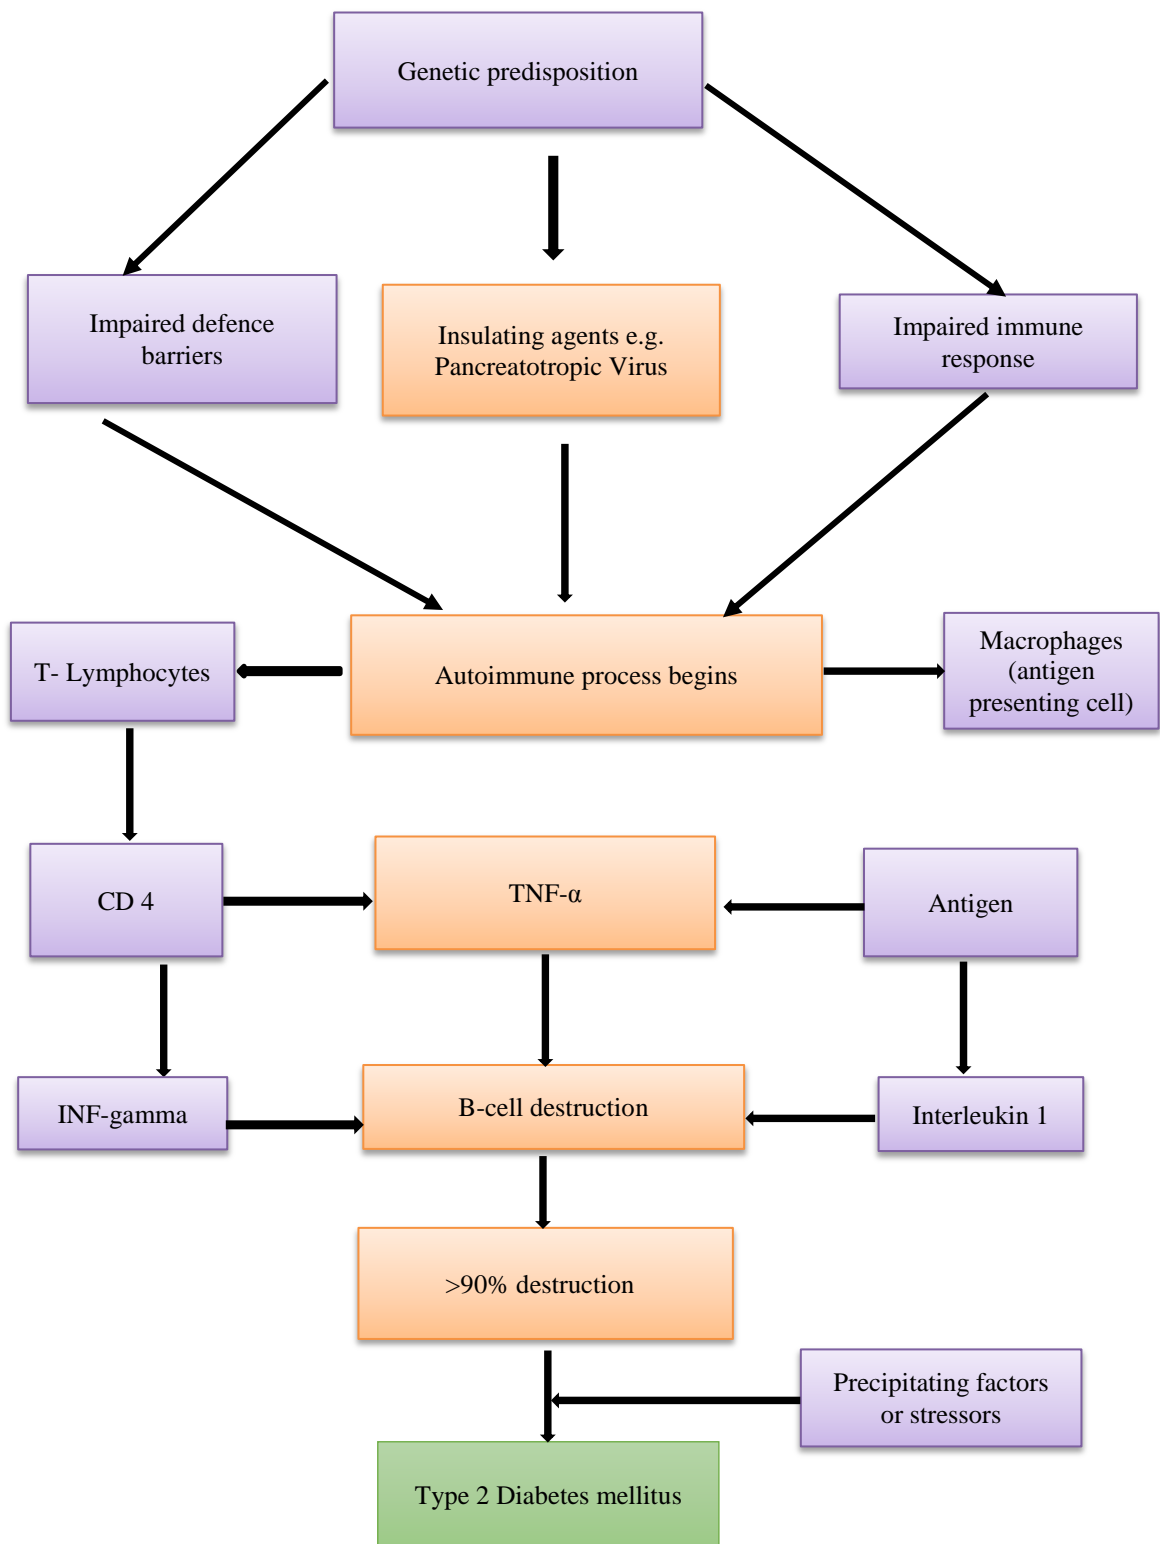 Genetic predisposition
Impaired defence
barriers
Insulating agents e.g.
Pancreatotropic Virus
Impaired immune
response
T- Lymphocytes
Autoimmune process begins
Macrophages
(antigen
presenting cell)
CD 4
TNF-α
Antigen
INF-gamma
B-cell destruction
Interleukin 1
>90% destruction
Precipitating factors
or stressors
Type 2 Diabetes mellitus